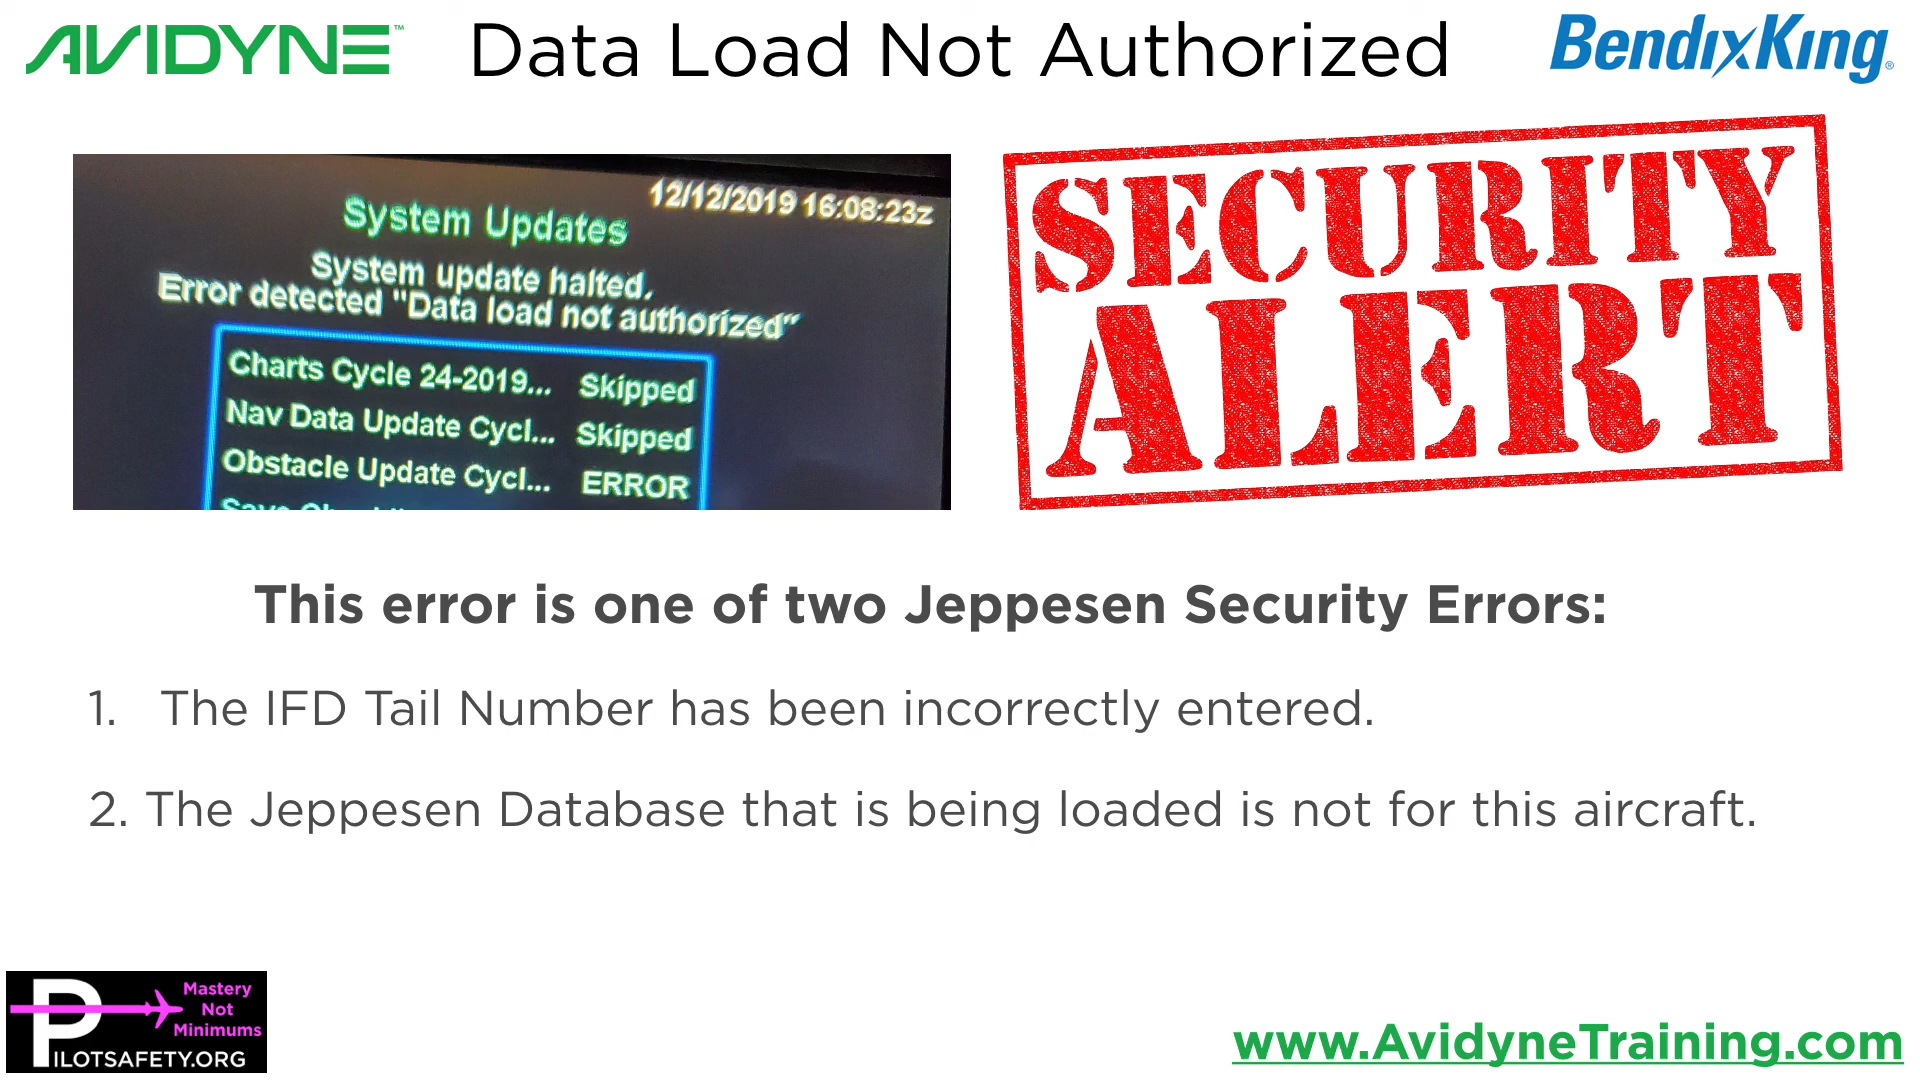 AVIDYNE™
Data Load Not Authorized
BendixKing®
12/12/2019 16:08:23z
System Updates
System update halted.
Error detected "Data load not authorized"
Charts Cycle 24-2019... Skipped
Nav Data Update Cycl... Skipped
Obstacle Update Cycl... ERROR
SECURITY
ALERT
This error is one of two Jeppesen Security Errors:
1. The IFD Tail Number has been incorrectly entered.
2. The Jeppesen Database that is being loaded is not for this aircraft.
Mastery
Not
Minimums
PILOTSAFETY.ORG
www.AvidyneTraining.com